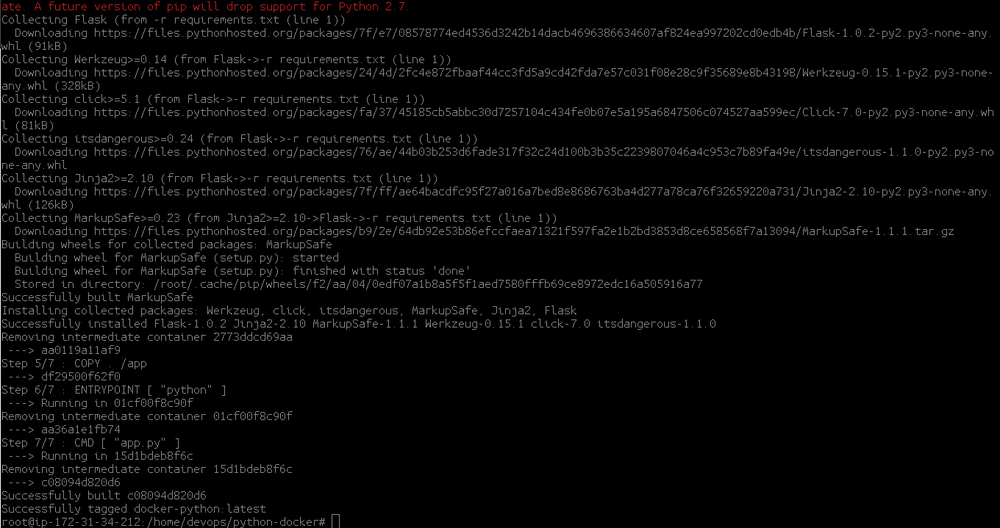 ate. A future version of pip will drop support for Python 2.7.
Collecting Flask (from -r requirements.txt (line 1))
  Downloading https://files.pythonhosted.org/packages/7f/e7/08578774ed4536d3242b14dacb4696386634607af824ea997202cd0edb4b/Flask-1.0.2-py2.py3-none-any.
whl (91kB)
Collecting Werkzeug>=0.14 (from Flask->-r requirements.txt (line 1))
  Downloading https://files.pythonhosted.org/packages/24/4d/2fc4e872fbaaf44cc3fd5a9cd42fda7e57c031f08e28c9f35689e8b43198/Werkzeug-0.15.1-py2.py3-none-
any.whl (328kB)
Collecting click>=5.1 (from Flask->-r requirements.txt (line 1))
  Downloading https://files.pythonhosted.org/packages/fa/37/45185cb5abbc30d7257104c434fe0b07e5a195a6847506c074527aa599ec/Click-7.0-py2.py3-none-any.wh
l (81kB)
Collecting itsdangerous>=0.24 (from Flask->-r requirements.txt (line 1))
  Downloading https://files.pythonhosted.org/packages/76/ae/44b03b253d6fade317f32c24d100b3b35c2239807046a4c953c7b89fa49e/itsdangerous-1.1.0-py2.py3-no
ne-any.whl
Collecting Jinja2>=2.10 (from Flask->-r requirements.txt (line 1))
  Downloading https://files.pythonhosted.org/packages/7f/ff/ae64bacdfc95f27a016a7bed8e8686763ba4d277a78ca76f32659220a731/Jinja2-2.10-py2.py3-none-any.
whl (126kB)
Collecting MarkupSafe>=0.23 (from Jinja2>=2.10->Flask->-r requirements.txt (line 1))
  Downloading https://files.pythonhosted.org/packages/b9/2e/64db92e53b86efccfaea71321f597fa2e1b2bd3853d8ce658568f7a13094/MarkupSafe-1.1.1.tar.gz
Building wheels for collected packages: MarkupSafe
  Building wheel for MarkupSafe (setup.py): started
  Building wheel for MarkupSafe (setup.py): finished with status 'done'
  Stored in directory: /root/.cache/pip/wheels/f2/aa/04/0edf07a1b8a5f5f1aed7580fffb69ce8972edc16a505916a77
Successfully built MarkupSafe
Installing collected packages: Werkzeug, click, itsdangerous, MarkupSafe, Jinja2, Flask
Successfully installed Flask-1.0.2 Jinja2-2.10 MarkupSafe-1.1.1 Werkzeug-0.15.1 click-7.0 itsdangerous-1.1.0
Removing intermediate container 2773ddcd69aa
 ---> aa0119a11af9
Step 5/7 : COPY . /app
 ---> df29500f62f0
Step 6/7 : ENTRYPOINT [ "python" ]
 ---> Running in 01cf00f8c90f
Removing intermediate container 01cf00f8c90f
 ---> aa36a1e1fb74
Step 7/7 : CMD [ "app.py" ]
 ---> Running in 15d1bdeb8f6c
Removing intermediate container 15d1bdeb8f6c
 ---> c08094d820d6
Successfully built c08094d820d6
Successfully tagged docker-python:latest
root@ip-172-31-34-212:/home/devops/python-docker#